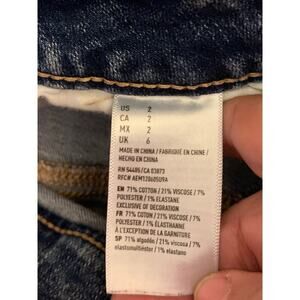 US 2
CA 2
MX 2
UK 6
MADE IN CHINA / FABRIQUÉ EN CHINE /
HECHO EN CHINA
RN 54485/CA 03873
RFC# AEM120605U9A
EN 71% COTTON / 21% VISCOSE / 7%
POLYESTER / 1% ELASTANE
EXCLUSIVE OF DECORATION
FR 71% COTON / 21% VISCOSE / 7%
POLYESTER / 1% ÉLASTHANNE
À L'EXCEPTION DE LA GARNITURE
SP 71% algodón / 21% viscosa / 7%
elastomultiéster / 1% elastano